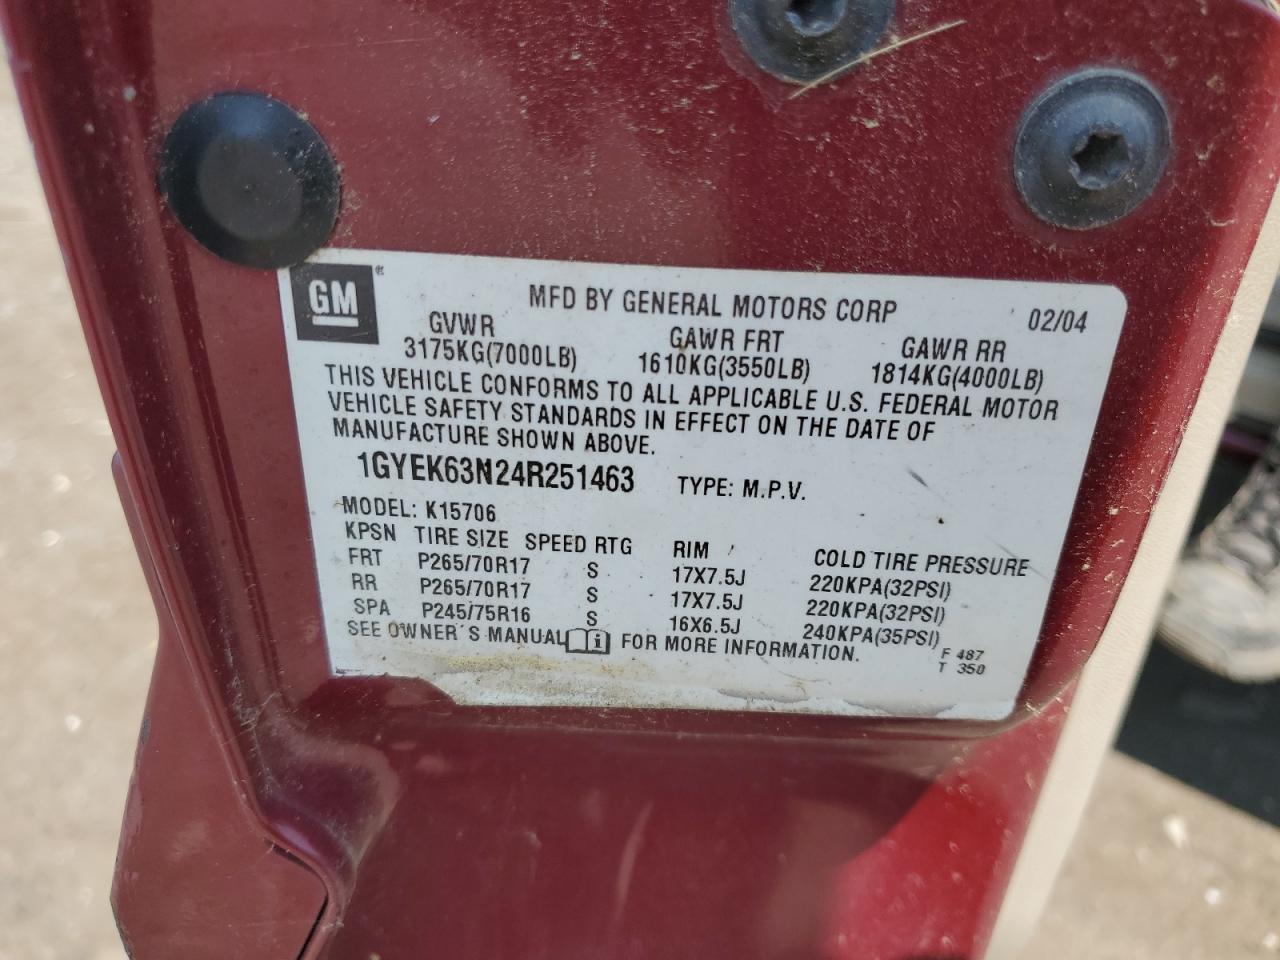 GM®
MFD BY GENERAL MOTORS CORP 02/04
GVWR GAWR FRT GAWR RR
3175KG(7000LB) 1610KG(3550LB) 1814KG(4000LB)
THIS VEHICLE CONFORMS TO ALL APPLICABLE U.S. FEDERAL MOTOR
VEHICLE SAFETY STANDARDS IN EFFECT ON THE DATE OF
MANUFACTURE SHOWN ABOVE.
1GYEK63N24R251463 TYPE: M.P.V.
MODEL: K15706
KPSN TIRE SIZE SPEED RTG RIM COLD TIRE PRESSURE
FRT P265/70R17 S 17X7.5J 220KPA(32PSI)
RR P265/70R17 S 17X7.5J 220KPA(32PSI)
SPA P245/75R16 S 16X6.5J 240KPA(35PSI)
SEE OWNER'S MANUAL i FOR MORE INFORMATION.
F 487
T 350